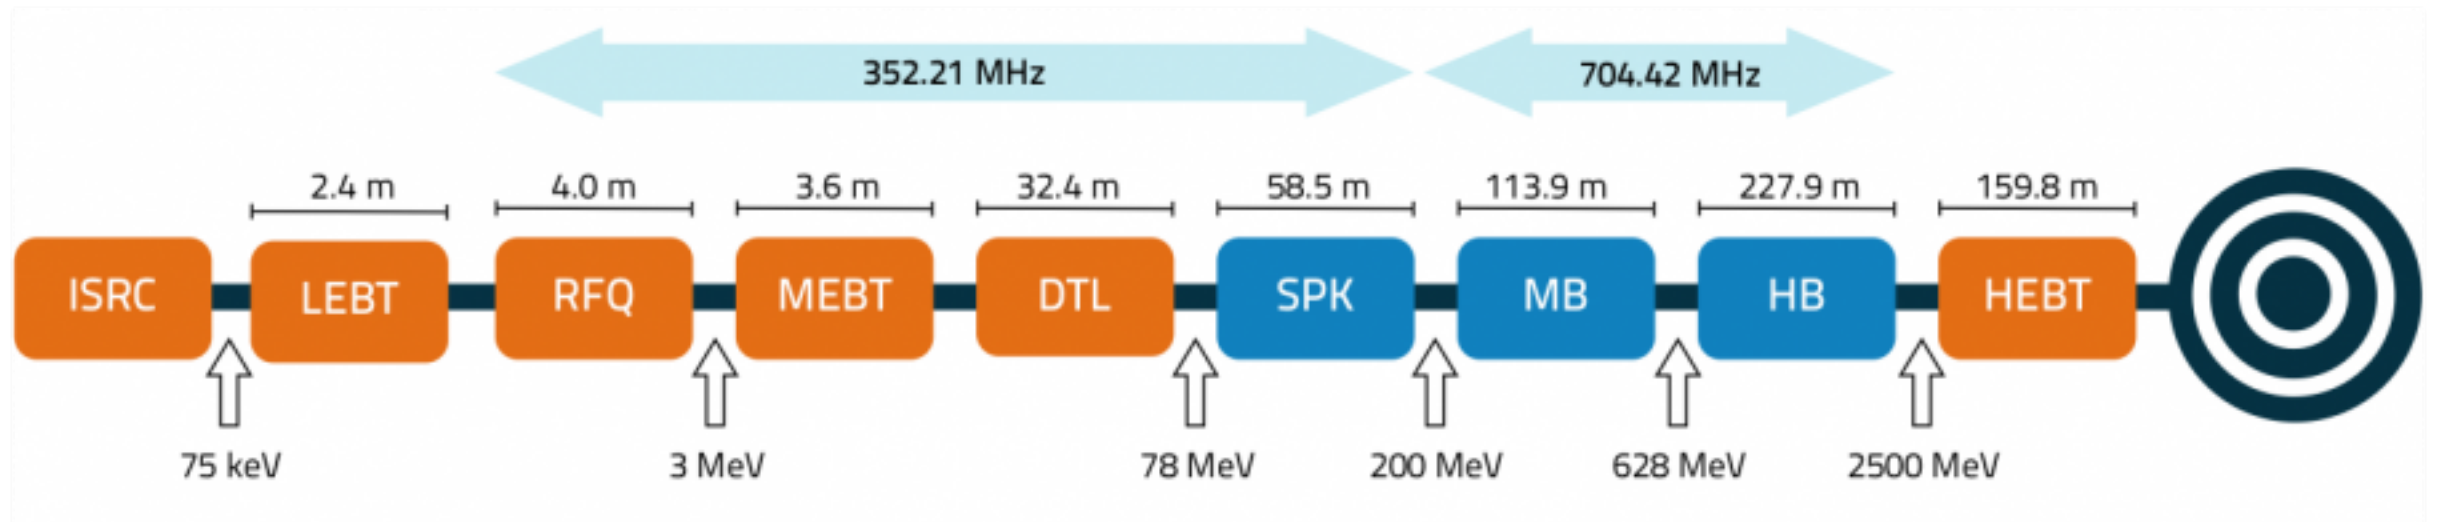 352.21 MHz 704.42 MHz
2.4 m 4.0 m 3.6 m 32.4 m 58.5 m 113.9 m 227.9 m 159.8 m
ISRC LEBT RFQ MEBT DTL SPK MB HB HEBT
75 keV 3 MeV 78 MeV 200 MeV 628 MeV 2500 MeV